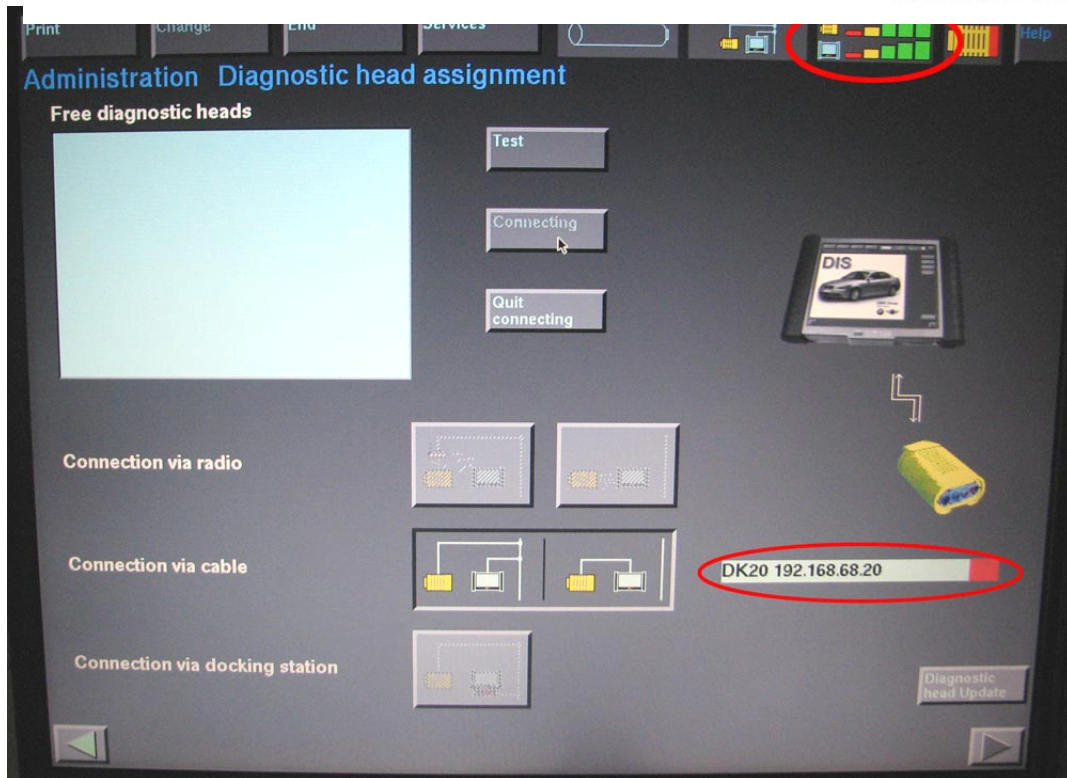 Print
Change
End
Services
Help
Administration Diagnostic head assignment
Free diagnostic heads
Test
Connecting
DIS
Quit
connecting
Connection via radio
Connection via cable
DK20 192.168.68.20
Connection via docking station
Diagnostic
head Update